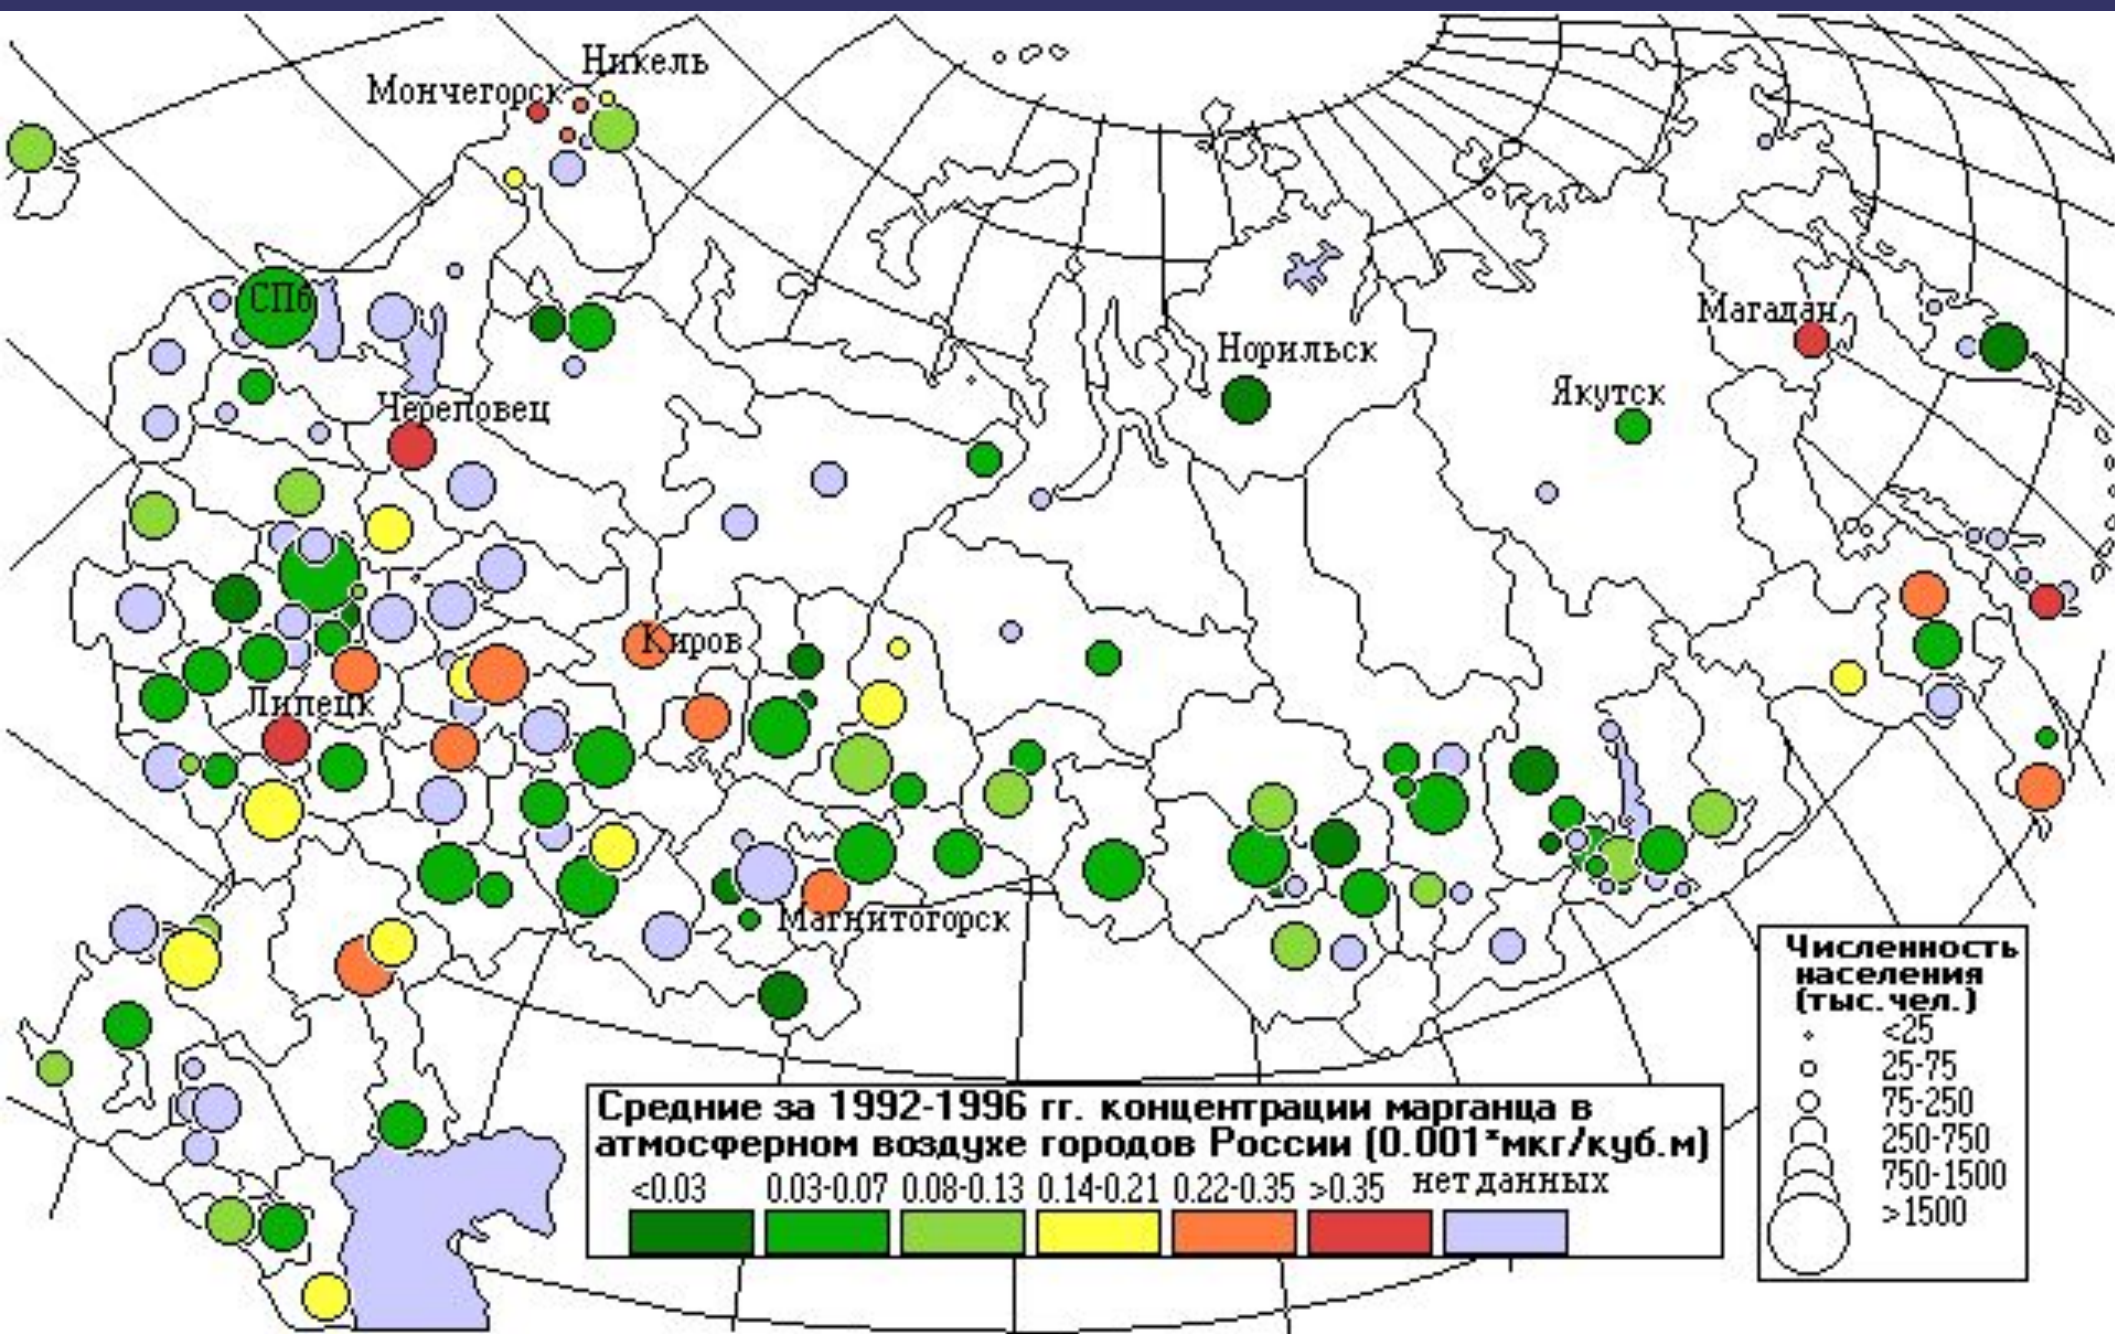 Никель
Мончегорск
СПб
Магадан
Норильск
Якутск
Череповец
Киров
Липецк
Магнитогорск
Численность
населения
(тыс.чел.)
<25
25-75
75-250
250-750
750-1500
>1500
Средние за 1992-1996 гг. концентрации марганца в
атмосферном воздухе городов России (0.001*мкг/куб.м)
<0.03 0.03-0.07 0.08-0.13 0.14-0.21 0.22-0.35 >0.35 нет данных